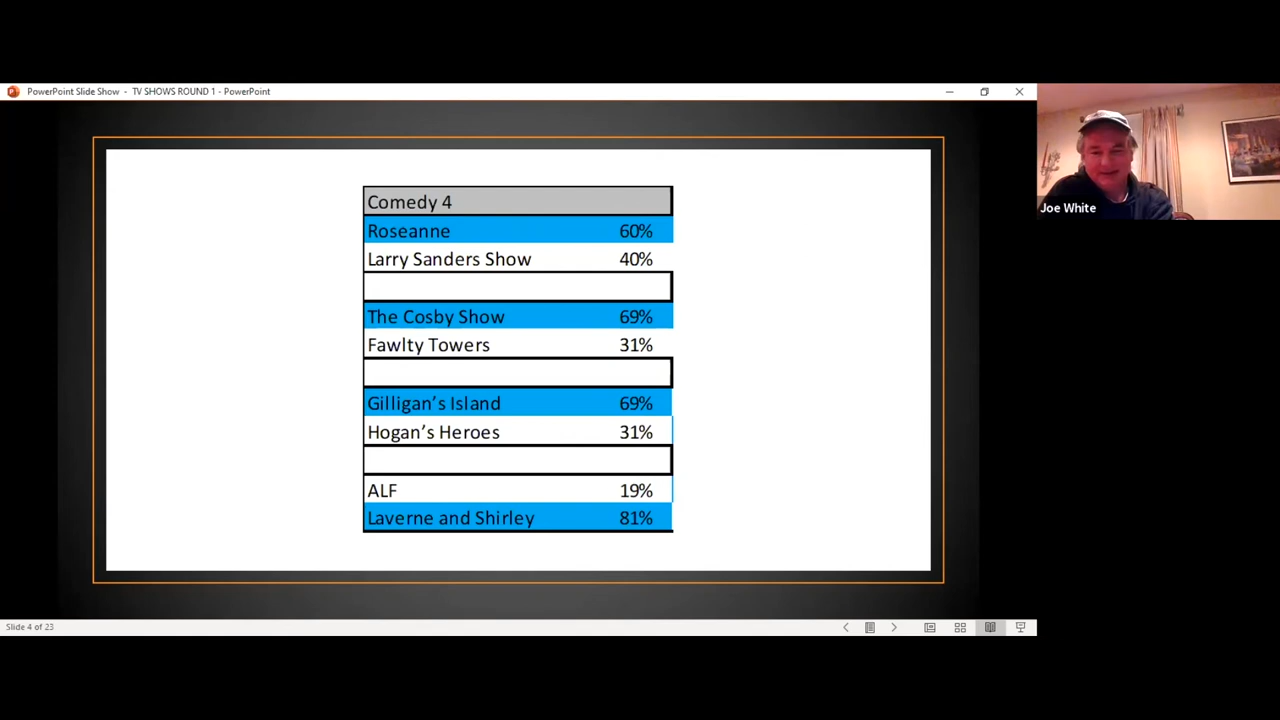 PowerPoint Slide Show - TV SHOWS ROUND 1 - PowerPoint
Joe White
Comedy 4
Roseanne 60%
Larry Sanders Show 40%
The Cosby Show 69%
Fawlty Towers 31%
Gilligan’s Island 69%
Hogan’s Heroes 31%
ALF 19%
Laverne and Shirley 81%
Slide 4 of 23